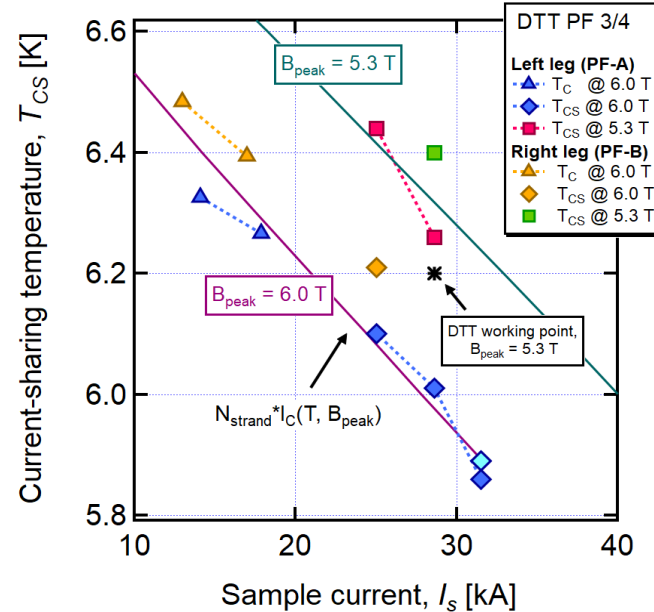 DTT PF 3/4
Left leg (PF-A)
T_C @ 6.0 T
T_CS @ 6.0 T
T_CS @ 5.3 T
Right leg (PF-B)
T_C @ 6.0 T
T_CS @ 6.0 T
T_CS @ 5.3 T
B_peak = 5.3 T
B_peak = 6.0 T
DTT working point,
B_peak = 5.3 T
N_strand*I_C(T, B_peak)
Current-sharing temperature, T_CS [K]
6.6
6.4
6.2
6.0
5.8
10
20
30
40
Sample current, I_s [kA]